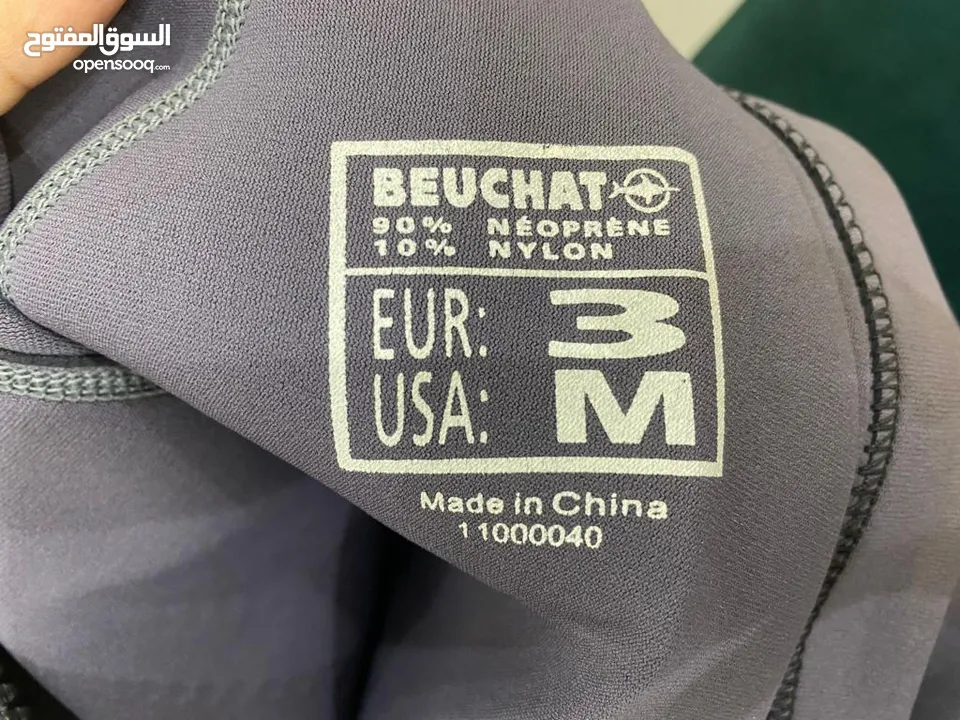 السوق المفتوح
opensooq.com
BEUCHAT
90% NÉOPRÈNE
10% NYLON
EUR: 3
USA: M
Made in China
11000040